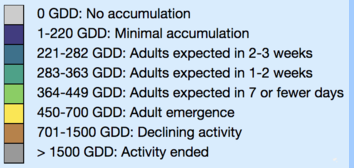 0 GDD: No accumulation
1-220 GDD: Minimal accumulation
221-282 GDD: Adults expected in 2-3 weeks
283-363 GDD: Adults expected in 1-2 weeks
364-449 GDD: Adults expected in 7 or fewer days
450-700 GDD: Adult emergence
701-1500 GDD: Declining activity
> 1500 GDD: Activity ended